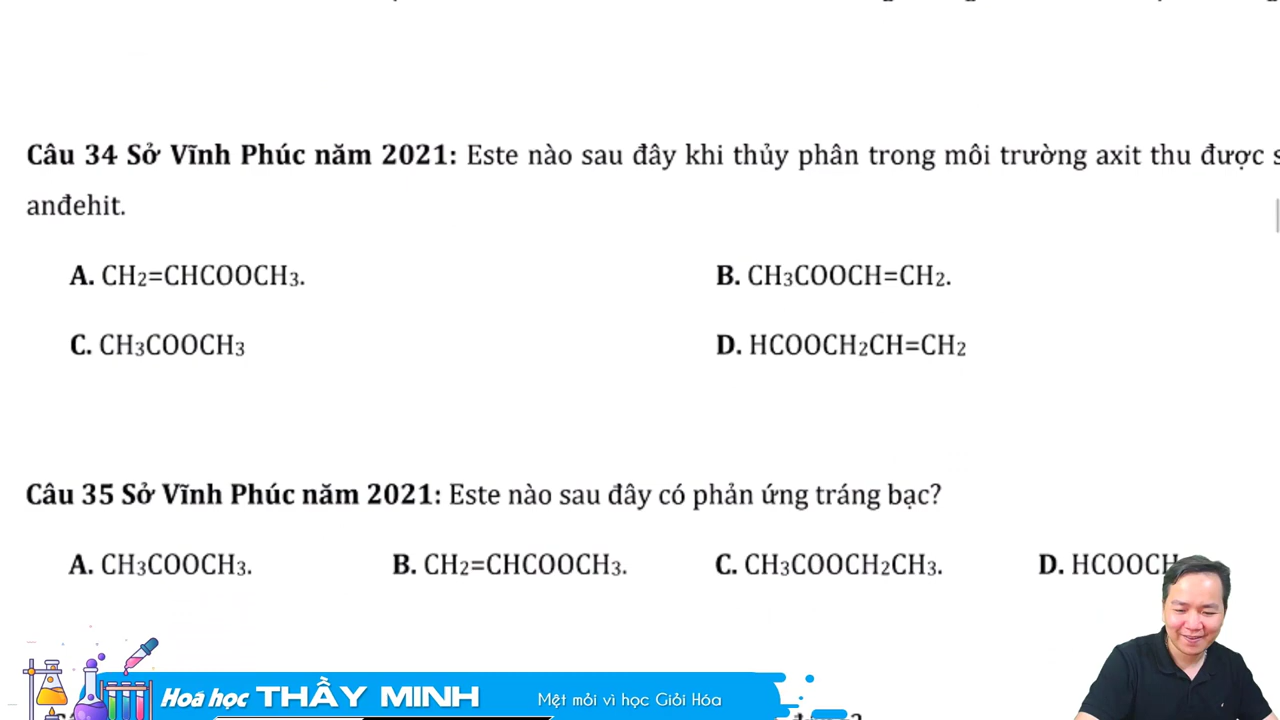 Câu 34 Sở Vĩnh Phúc năm 2021: Este nào sau đây khi thủy phân trong môi trường axit thu được
anđehit.
A. CH2=CHCOOCH3.
B. CH3COOCH=CH2.
C. CH3COOCH3
D. HCOOCH2CH=CH2
Câu 35 Sở Vĩnh Phúc năm 2021: Este nào sau đây có phản ứng tráng bạc?
A. CH3COOCH3.
B. CH2=CHCOOCH3.
C. CH3COOCH2CH3.
D. HCOOCH
Hoá học THẦY MINH
Mệt mỏi vì học Giỏi Hóa